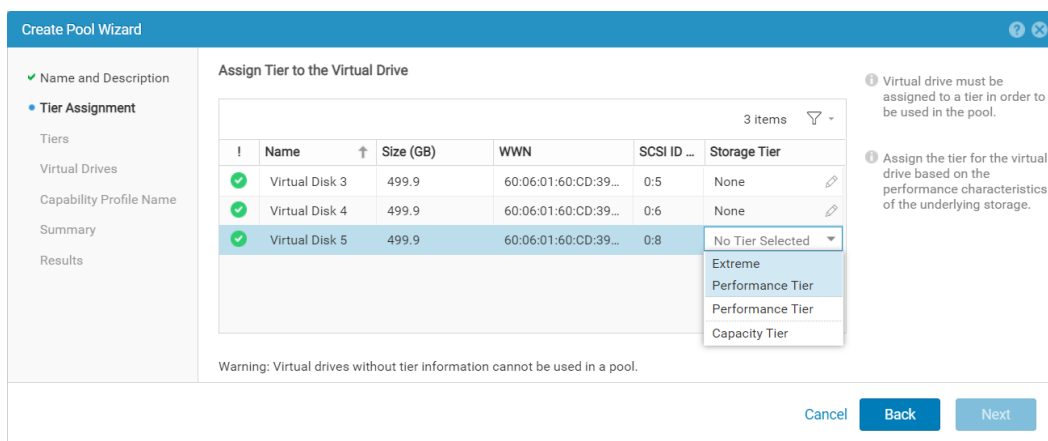 Create Pool Wizard
Name and Description
Tier Assignment
Tiers
Virtual Drives
Capability Profile Name
Summary
Results
Assign Tier to the Virtual Drive
3 items
! Name Size (GB) WWN SCSI ID ... Storage Tier
Virtual Disk 3 499.9 60:06:01:60:CD:39... 0:5 None
Virtual Disk 4 499.9 60:06:01:60:CD:39... 0:6 None
Virtual Disk 5 499.9 60:06:01:60:CD:39... 0:8 No Tier Selected
Extreme
Performance Tier
Performance Tier
Capacity Tier
Warning: Virtual drives without tier information cannot be used in a pool.
Virtual drive must be
assigned to a tier in order to
be used in the pool.
Assign the tier for the virtual
drive based on the
performance characteristics
of the underlying storage.
Cancel Back Next